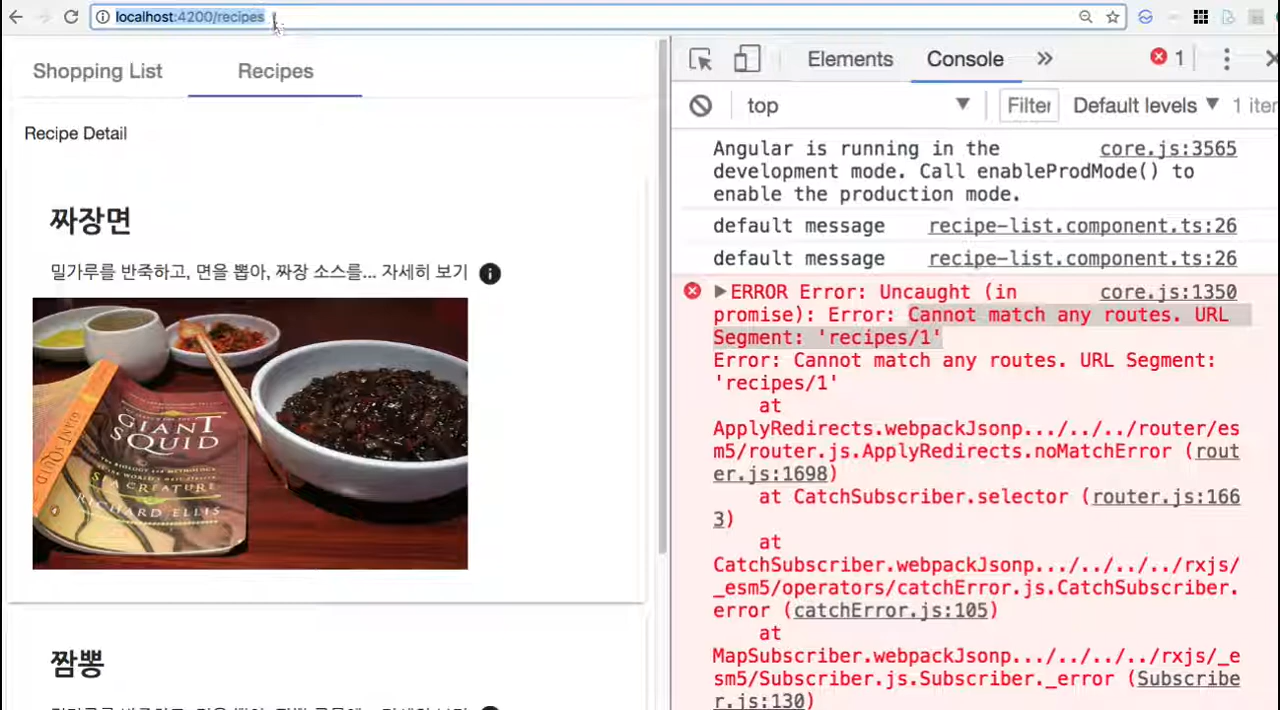 localhost:4200/recipes
Shopping List Recipes
Recipe Detail
짜장면
밀가루를 반죽하고, 면을 뽑아, 짜장 소스를... 자세히 보기
GIANT
SQUID
SEA CREATURE
RICHARD ELLIS
짬뽕
Elements Console 1
top Filter Default levels 1
Angular is running in the core.js:3565
development mode. Call enableProdMode() to
enable the production mode.
default message recipe-list.component.ts:26
default message recipe-list.component.ts:26
ERROR Error: Uncaught (in core.js:1350
promise): Error: Cannot match any routes. URL
Segment: 'recipes/1'
Error: Cannot match any routes. URL Segment:
'recipes/1'
at
ApplyRedirects.webpackJsonp.../../../router/es
m5/router.js.ApplyRedirects.noMatchError (rout
er.js:1698)
at CatchSubscriber.selector (router.js:166
3)
at
CatchSubscriber.webpackJsonp.../../../../rxjs/
_esm5/operators/catchError.js.CatchSubscriber.
error (catchError.js:105)
at
MapSubscriber.webpackJsonp.../../../../rxjs/_e
sm5/Subscriber.js.Subscriber._error (Subscribe
r.js:130)